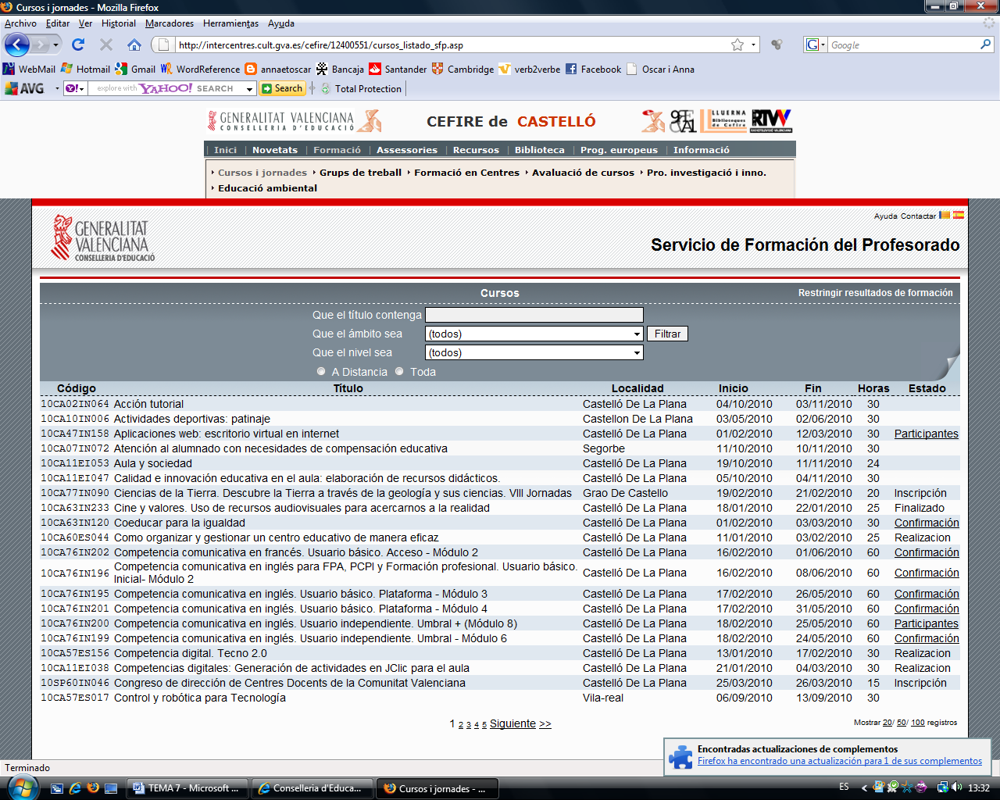 Cursos i jornades - Mozilla Firefox
Archivo Editar Ver Historial Marcadores Herramientas Ayuda
http://intercentres.cult.gva.es/cefire/12400551/cursos_listado_sfp.asp
Google
WebMail Hotmail Gmail WordReference annaetoscar Bancaja Santander Cambridge verb2verbe Facebook Oscar i Anna
AVG explore with YAHOO! SEARCH Search Total Protection
GENERALITAT VALENCIANA
CONSELLERIA D'EDUCACIÓ
CEFIRE de CASTELLÓ
LLUERNA
Biblioteques de Cefire
RTVV
Inici | Novetats | Formació | Assessories | Recursos | Biblioteca | Prog. europeus | Informació
Cursos i jornades Grups de treball Formació en Centres Avaluació de cursos Pro. investigació i inno.
Educació ambiental
GENERALITAT VALENCIANA
CONSELLERIA D'EDUCACIÓ
Ayuda Contactar
Servicio de Formación del Profesorado
Cursos Restringir resultados de formación
Que el título contenga
Que el ámbito sea (todos) Filtrar
Que el nivel sea (todos)
A Distancia Toda
Código Título Localidad Inicio Fin Horas Estado
10CA02IN064 Acción tutorial Castelló De La Plana 04/10/2010 03/11/2010 30
10CA10IN006 Actividades deportivas: patinaje Castellon De La Plana 03/05/2010 02/06/2010 30
10CA47IN158 Aplicaciones web: escritorio virtual en internet Castelló De La Plana 01/02/2010 12/03/2010 30 Participantes
10CA07IN072 Atención al alumnado con necesidades de compensación educativa Segorbe 11/10/2010 10/11/2010 30
10CA11EI053 Aula y sociedad Castelló De La Plana 19/10/2010 11/11/2010 24
10CA11EI047 Calidad e innovación educativa en el aula: elaboración de recursos didácticos. Castelló De La Plana 05/10/2010 04/11/2010 30
10CA77IN090 Ciencias de la Tierra. Descubre la Tierra a través de la geología y sus ciencias. VIII Jornadas Grao De Castello 19/02/2010 21/02/2010 20 Inscripción
10CA63IN233 Cine y valores. Uso de recursos audiovisuales para acercarnos a la realidad Castelló De La Plana 18/01/2010 22/01/2010 25 Finalizado
10CA63IN120 Coeducar para la igualdad Castelló De La Plana 01/02/2010 03/03/2010 30 Confirmación
10CA60ES044 Como organizar y gestionar un centro educativo de manera eficaz Castelló De La Plana 11/01/2010 03/02/2010 25 Realizacion
10CA76IN202 Competencia comunicativa en francés. Usuario básico. Acceso - Módulo 2 Castelló De La Plana 16/02/2010 01/06/2010 60 Confirmación
10CA76IN196 Competencia comunicativa en inglés para FPA, PCPI y Formación profesional. Usuario básico. Inicial- Módulo 2 Castelló De La Plana 16/02/2010 08/06/2010 60 Confirmación
10CA76IN195 Competencia comunicativa en inglés. Usuario básico. Plataforma - Módulo 3 Castelló De La Plana 17/02/2010 26/05/2010 60 Confirmación
10CA76IN201 Competencia comunicativa en inglés. Usuario básico. Plataforma - Módulo 4 Castelló De La Plana 17/02/2010 31/05/2010 60 Confirmación
10CA76IN200 Competencia comunicativa en inglés. Usuario independiente. Umbral + (Módulo 8) Castelló De La Plana 18/02/2010 25/05/2010 60 Participantes
10CA76IN199 Competencia comunicativa en inglés. Usuario independiente. Umbral - Módulo 6 Castelló De La Plana 18/02/2010 24/05/2010 60 Confirmación
10CA57ES156 Competencia digital. Tecno 2.0 Castelló De La Plana 13/01/2010 17/02/2010 30 Realizacion
10CA11EI038 Competencias digitales: Generación de actividades en JClic para el aula Castelló De La Plana 21/01/2010 04/03/2010 30 Realizacion
10SP60IN046 Congreso de dirección de Centres Docents de la Comunitat Valenciana Castelló De La Plana 25/03/2010 26/03/2010 15 Inscripción
10CA57ES017 Control y robótica para Tecnología Vila-real 06/09/2010 13/09/2010 30
1 2 3 4 5 Siguiente >> Mostrar 20/ 50/ 100 registros
Encontradas actualizaciones de complementos
Firefox ha encontrado una actualización para 1 de sus complementos
Terminado
TEMA 7 - Microsoft ... Conselleria d'Educa... Cursos i jornades - ... ES 13:32